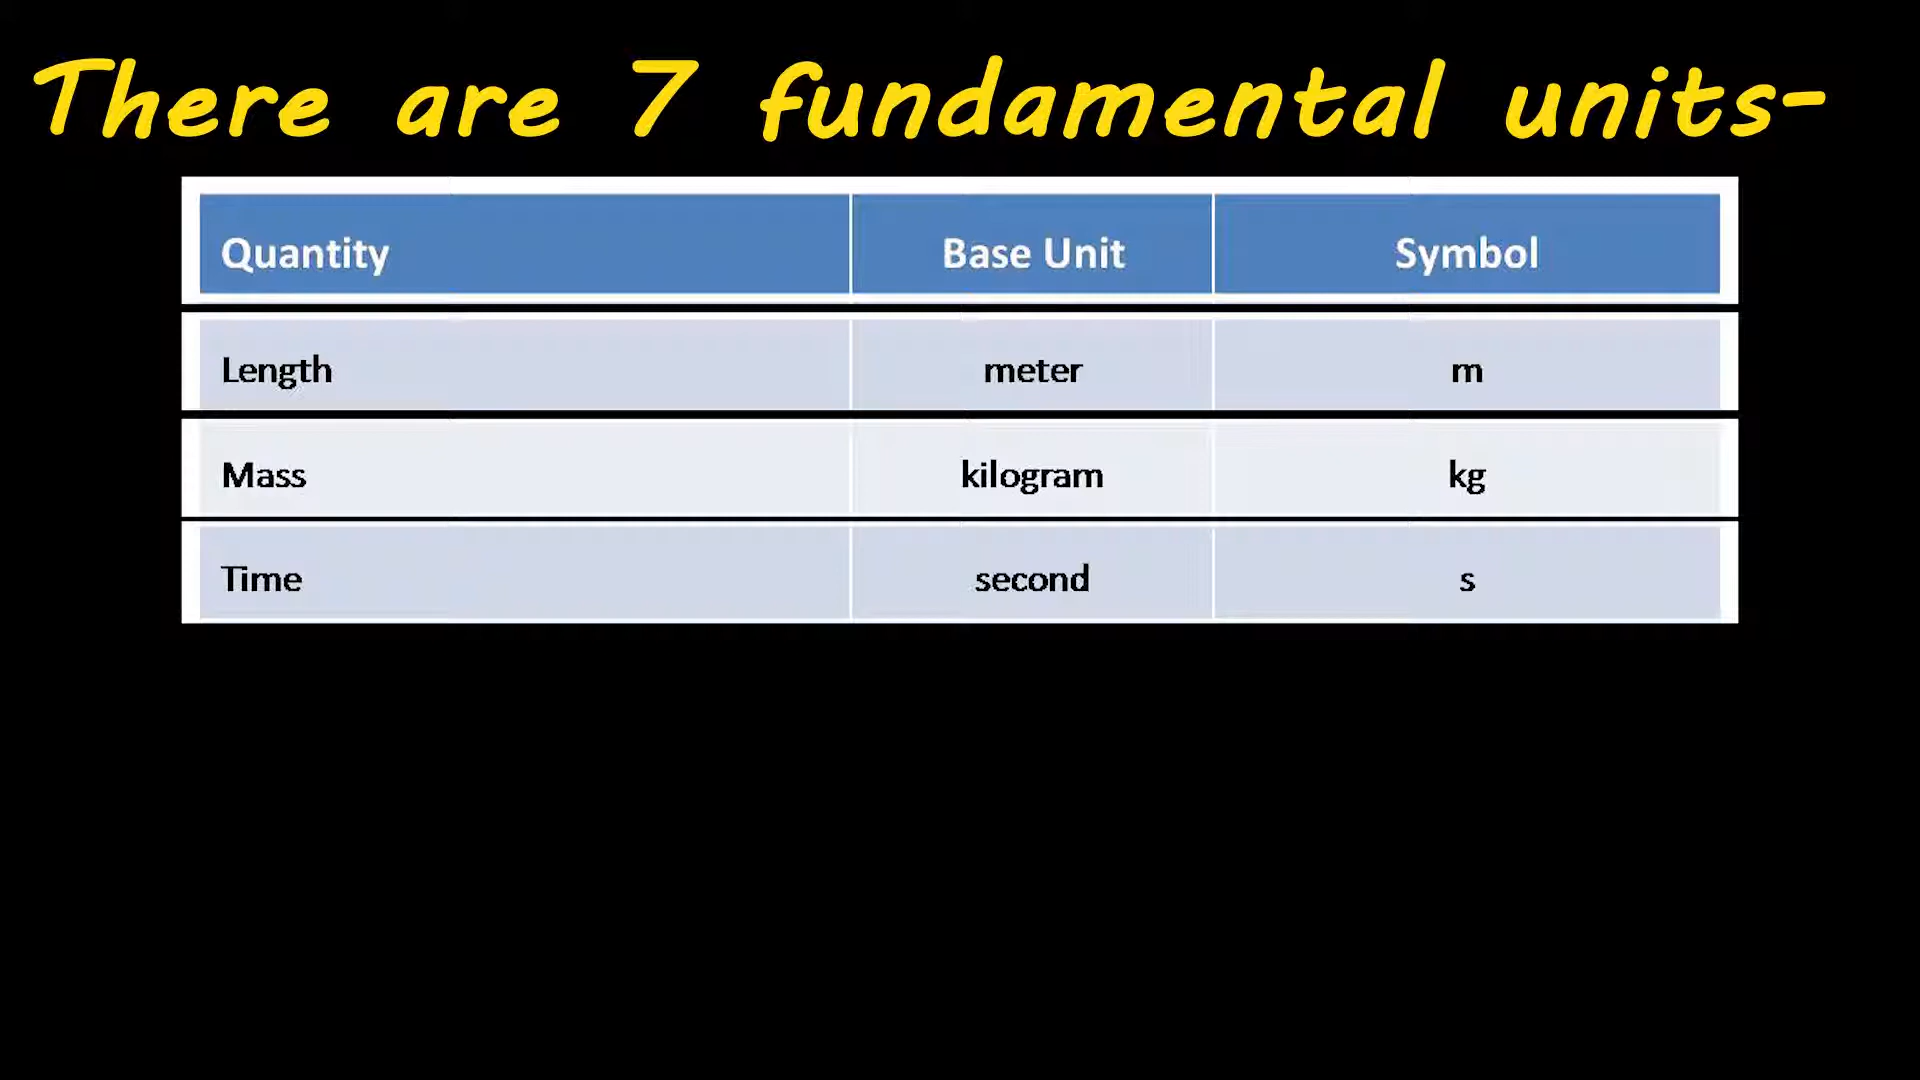 There are 7 fundamental units-
Quantity Base Unit Symbol
Length meter m
Mass kilogram kg
Time second s